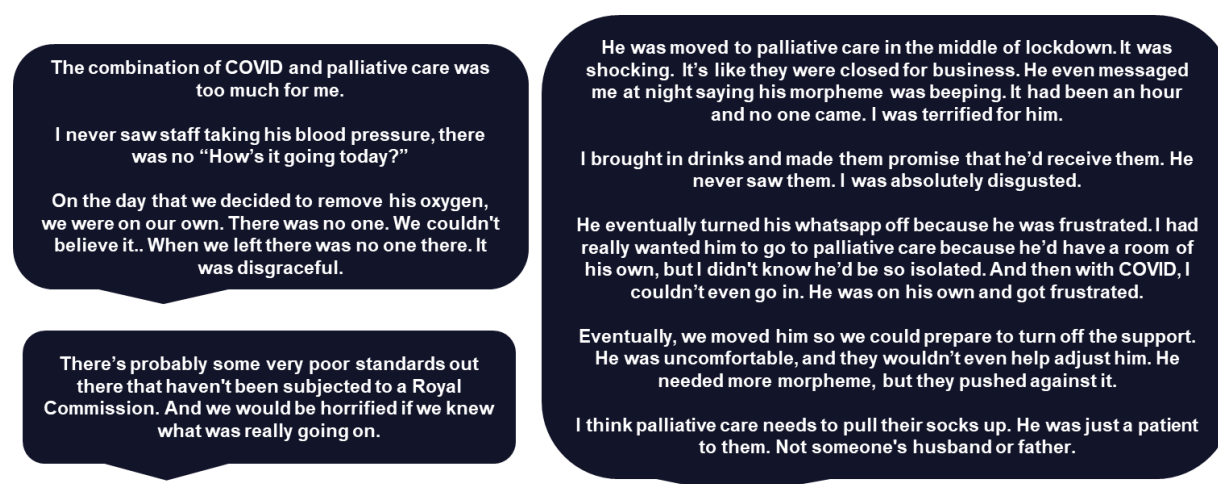 The combination of COVID and palliative care was
too much for me.
I never saw staff taking his blood pressure, there
was no “How’s it going today?”
On the day that we decided to remove his oxygen,
we were on our own. There was no one. We couldn't
believe it.. When we left there was no one there. It
was disgraceful.
There’s probably some very poor standards out
there that haven't been subjected to a Royal
Commission. And we would be horrified if we knew
what was really going on.
He was moved to palliative care in the middle of lockdown. It was
shocking. It’s like they were closed for business. He even messaged
me at night saying his morpheme was beeping. It had been an hour
and no one came. I was terrified for him.
I brought in drinks and made them promise that he’d receive them. He
never saw them. I was absolutely disgusted.
He eventually turned his whatsapp off because he was frustrated. I had
really wanted him to go to palliative care because he’d have a room of
his own, but I didn't know he’d be so isolated. And then with COVID, I
couldn’t even go in. He was on his own and got frustrated.
Eventually, we moved him so we could prepare to turn off the support.
He was uncomfortable, and they wouldn’t even help adjust him. He
needed more morpheme, but they pushed against it.
I think palliative care needs to pull their socks up. He was just a patient
to them. Not someone's husband or father.